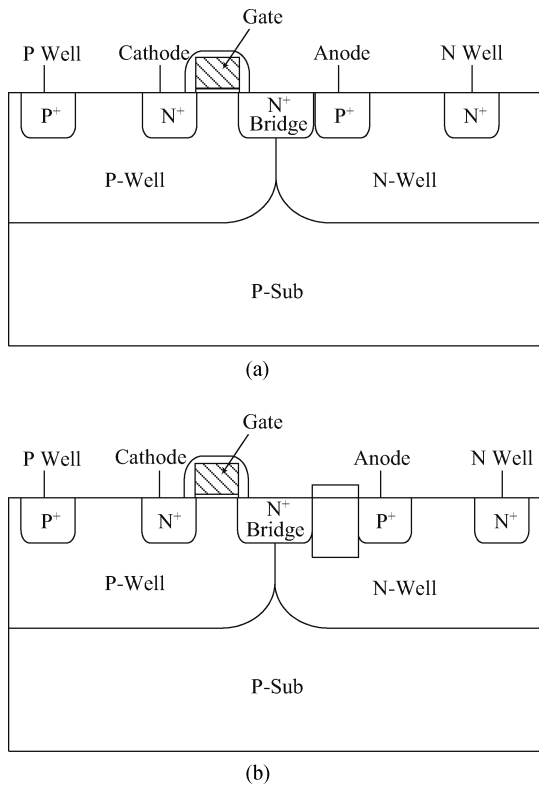 Gate
P Well Cathode Anode N Well
P⁺ N⁺ N⁺ Bridge P⁺ N⁺
P-Well N-Well
P-Sub
(a)
Gate
P Well Cathode Anode N Well
P⁺ N⁺ N⁺ Bridge P⁺ N⁺
P-Well N-Well
P-Sub
(b)